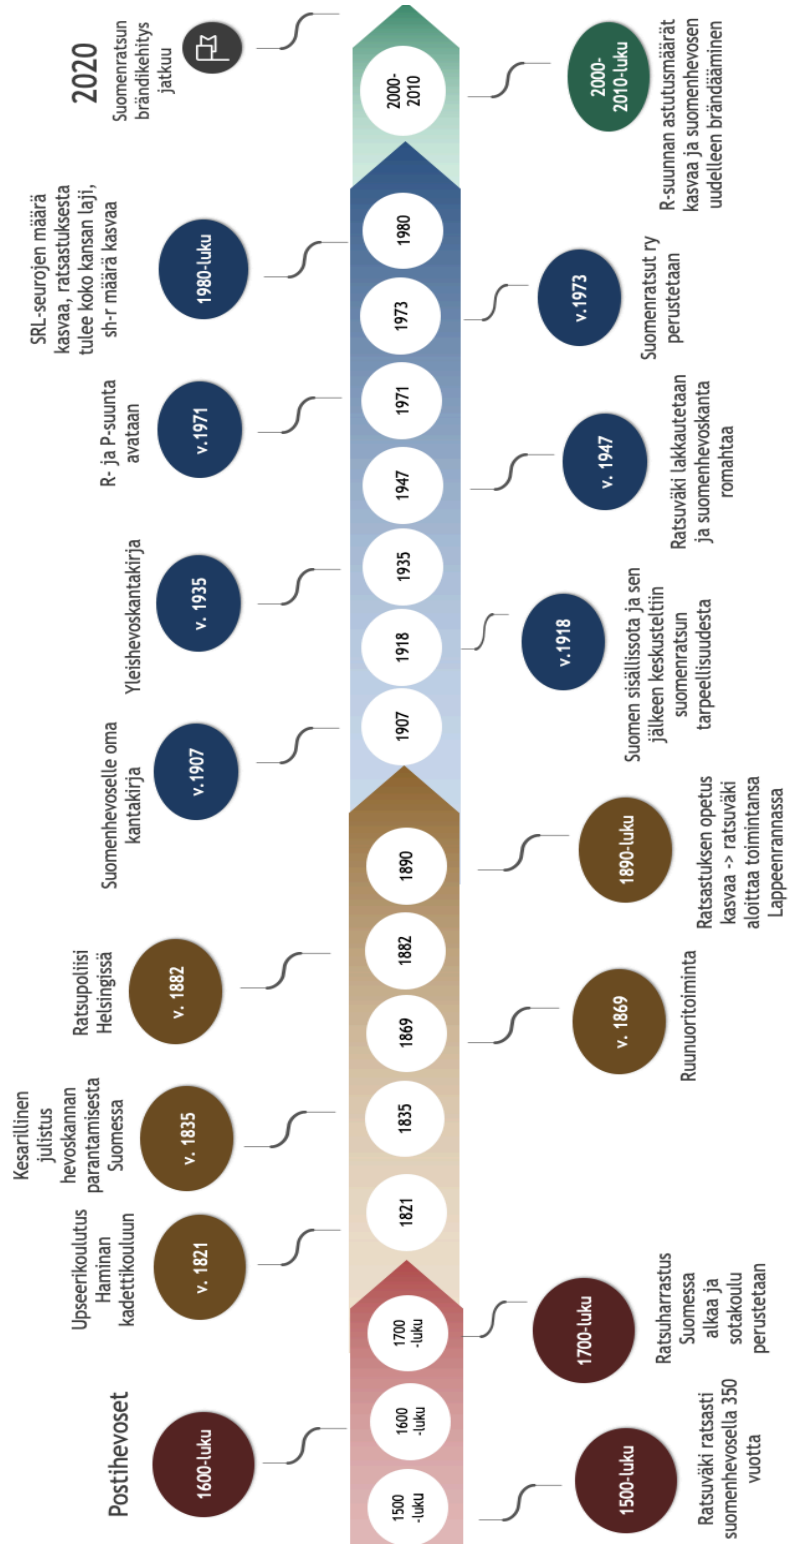 Postihevoset
1600-luku
Upseerikoulutus
Haminan
kadettikouluun
v. 1821
Kesarillinen
julistus
hevoskannan
parantamisesta
Suomessa
v. 1835
Ratsupoliisi
Helsingissä
v. 1882
Suomenhevoselle oma
kantakirja
v.1907
Yleishevoskantakirja
v. 1935
R- ja P-suunta
avataan
v.1971
SRL-seurojen määrä
kasvaa, ratsastuksesta
tulee koko kansan laji,
sh-r määrä kasvaa
1980-luku
2020
Suomenratsun
brändikehitys
jatkuu
1500
-luku
1600
-luku
1700
-luku
1821
1835
1869
1882
1890
1907
1918
1935
1947
1971
1973
1980
2000-
2010
1500-luku
Ratsuväki ratsasti
suomenhevosella 350
vuotta
1700-luku
Ratsuharrastus
Suomessa
alkaa ja
sotakoulu
perustetaan
v. 1869
Ruunuoritoiminta
1890-luku
Ratsastuksen opetus
kasvaa -> ratsuväki
aloittaa toimintansa
Lappeenrannassa
v.1918
Suomen sisällissota ja sen
jälkeen keskusteltiin
suomenratsun
tarpeellisuudesta
v. 1947
Ratsuväki lakkautetaan
ja suomenhevoskanta
romahtaa
v.1973
Suomenratsut ry
perustetaan
2000-
2010-luku
R-suunnan astutusmäärät
kasvaa ja suomenhevosen
uudelleen brändääminen